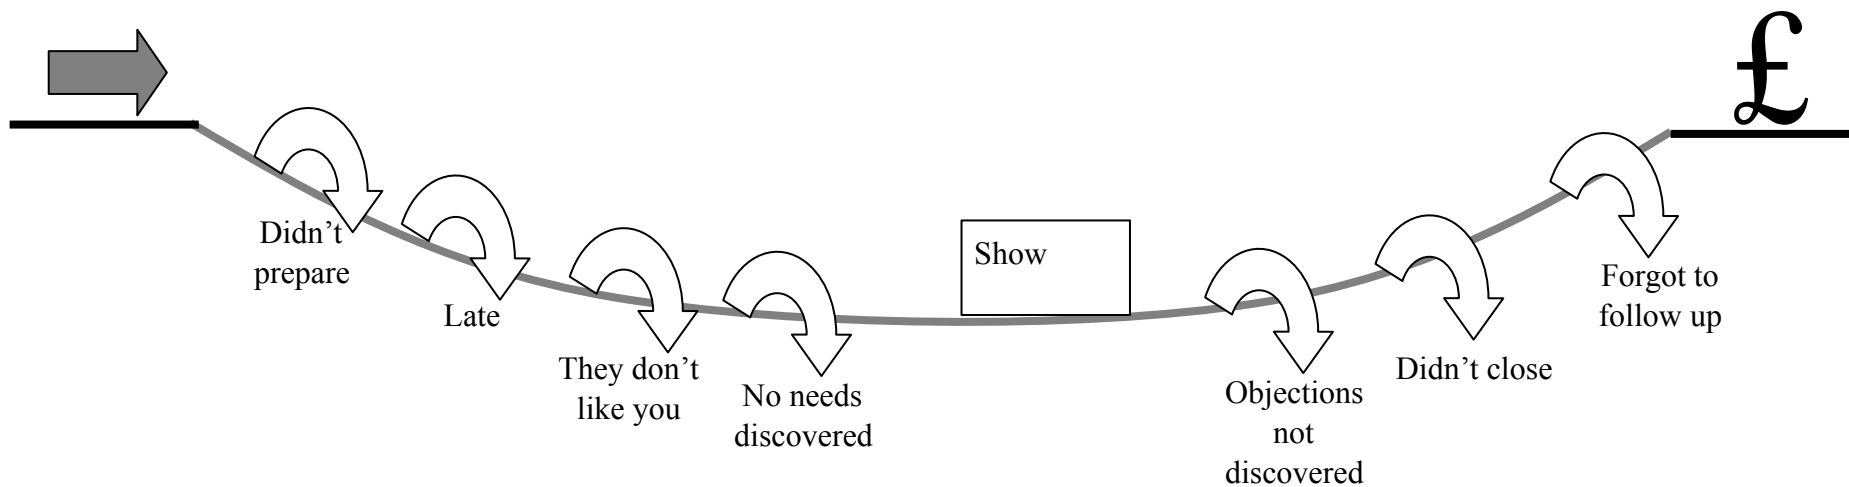 £
Didn’t
prepare
Late
They don’t
like you
No needs
discovered
Show
Objections
not
discovered
Didn’t close
Forgot to
follow up